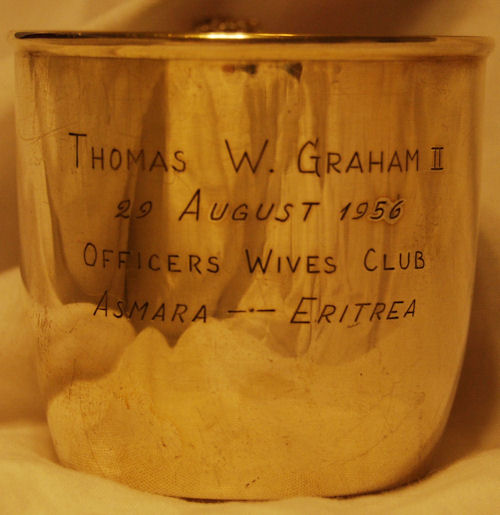 Thomas W. Graham II
29 August 1956
Officers Wives Club
Asmara –·– Eritrea